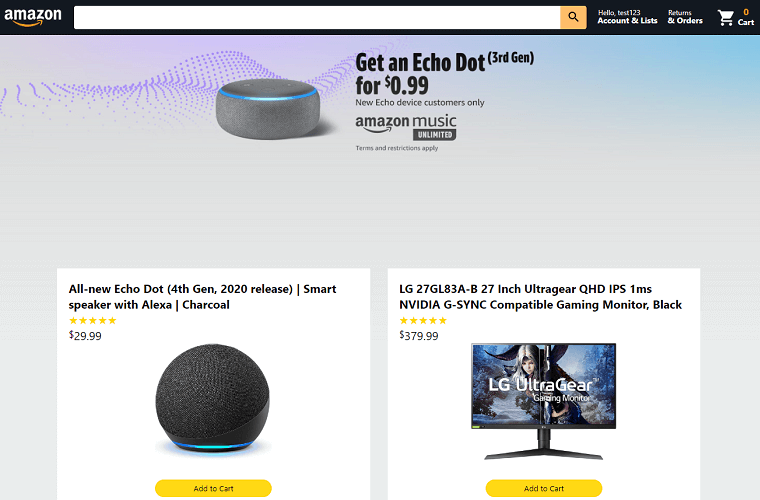 amazon
Hello, test123
Account & Lists
Returns
& Orders
0
Cart
Get an Echo Dot (3rd Gen)
for $0.99
New Echo device customers only
amazon music
UNLIMITED
Terms and restrictions apply
All-new Echo Dot (4th Gen, 2020 release) | Smart
speaker with Alexa | Charcoal
$29.99
Add to Cart
LG 27GL83A-B 27 Inch Ultragear QHD IPS 1ms
NVIDIA G-SYNC Compatible Gaming Monitor, Black
$379.99
LG UltraGear
Gaming Monitor
Add to Cart